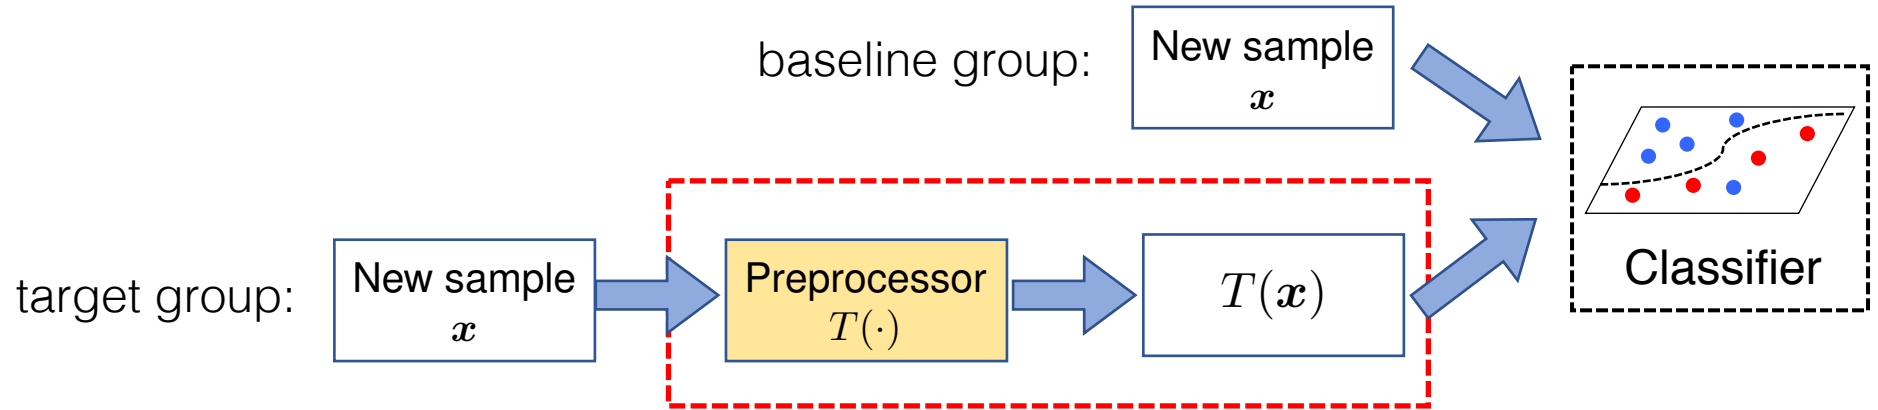 baseline group:
New sample
x
target group:
New sample
x
Preprocessor
T(·)
T(x)
Classifier